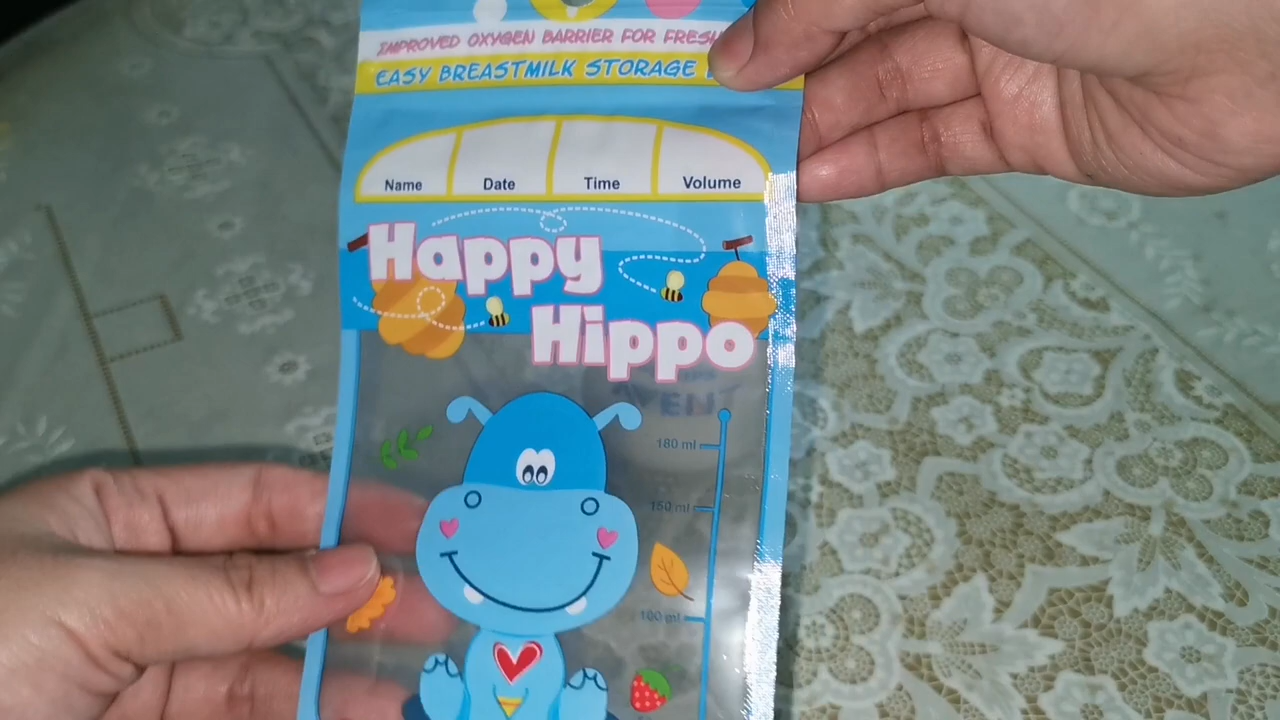 IMPROVED OXYGEN BARRIER FOR FRESH
EASY BREASTMILK STORAGE
Name Date Time Volume
Happy
Hippo
AVENT
180 ml
150 ml
100 ml